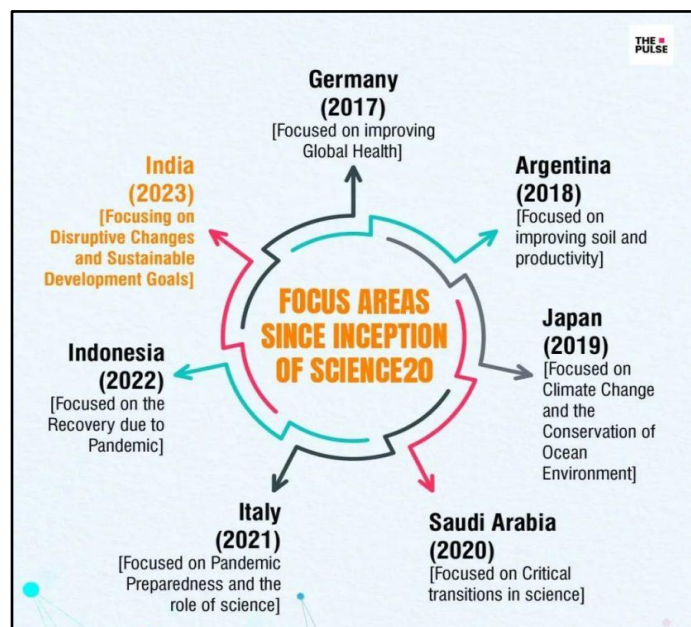 THE
PULSE
Germany
(2017)
[Focused on improving
Global Health]
Argentina
(2018)
[Focused on
improving soil and
productivity]
Japan
(2019)
[Focused on
Climate Change
and the
Conservation of
Ocean
Environment]
Saudi Arabia
(2020)
[Focused on Critical
transitions in science]
Italy
(2021)
[Focused on Pandemic
Preparedness and the
role of science]
Indonesia
(2022)
[Focused on the
Recovery due to
Pandemic]
India
(2023)
[Focusing on
Disruptive Changes
and Sustainable
Development Goals]
FOCUS AREAS
SINCE INCEPTION
OF SCIENCE20